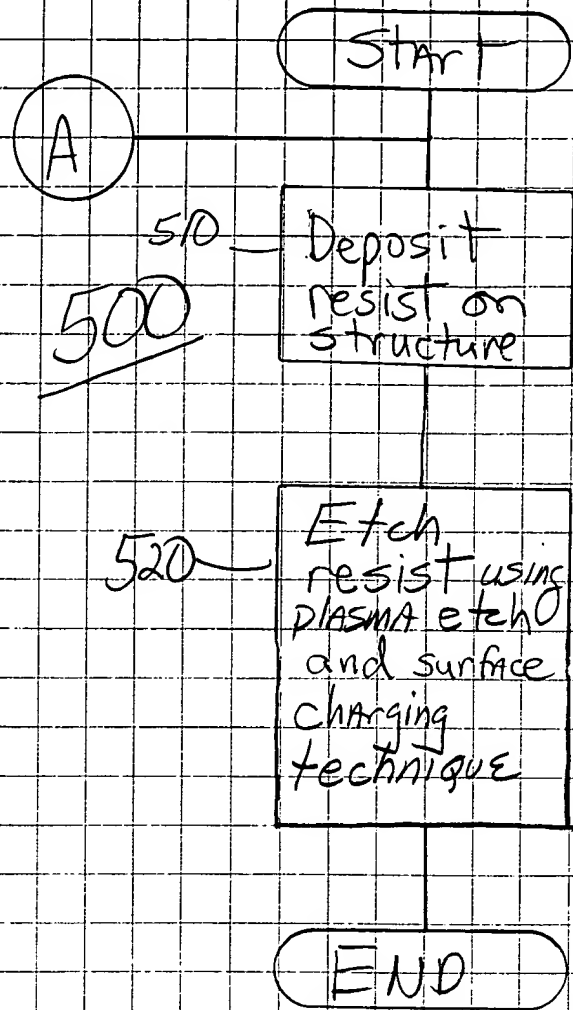 StArt
A
510
Deposit
resist on
structure
500
Etch
resist using
plASMA etch
and surface
chArging
technique
520
END